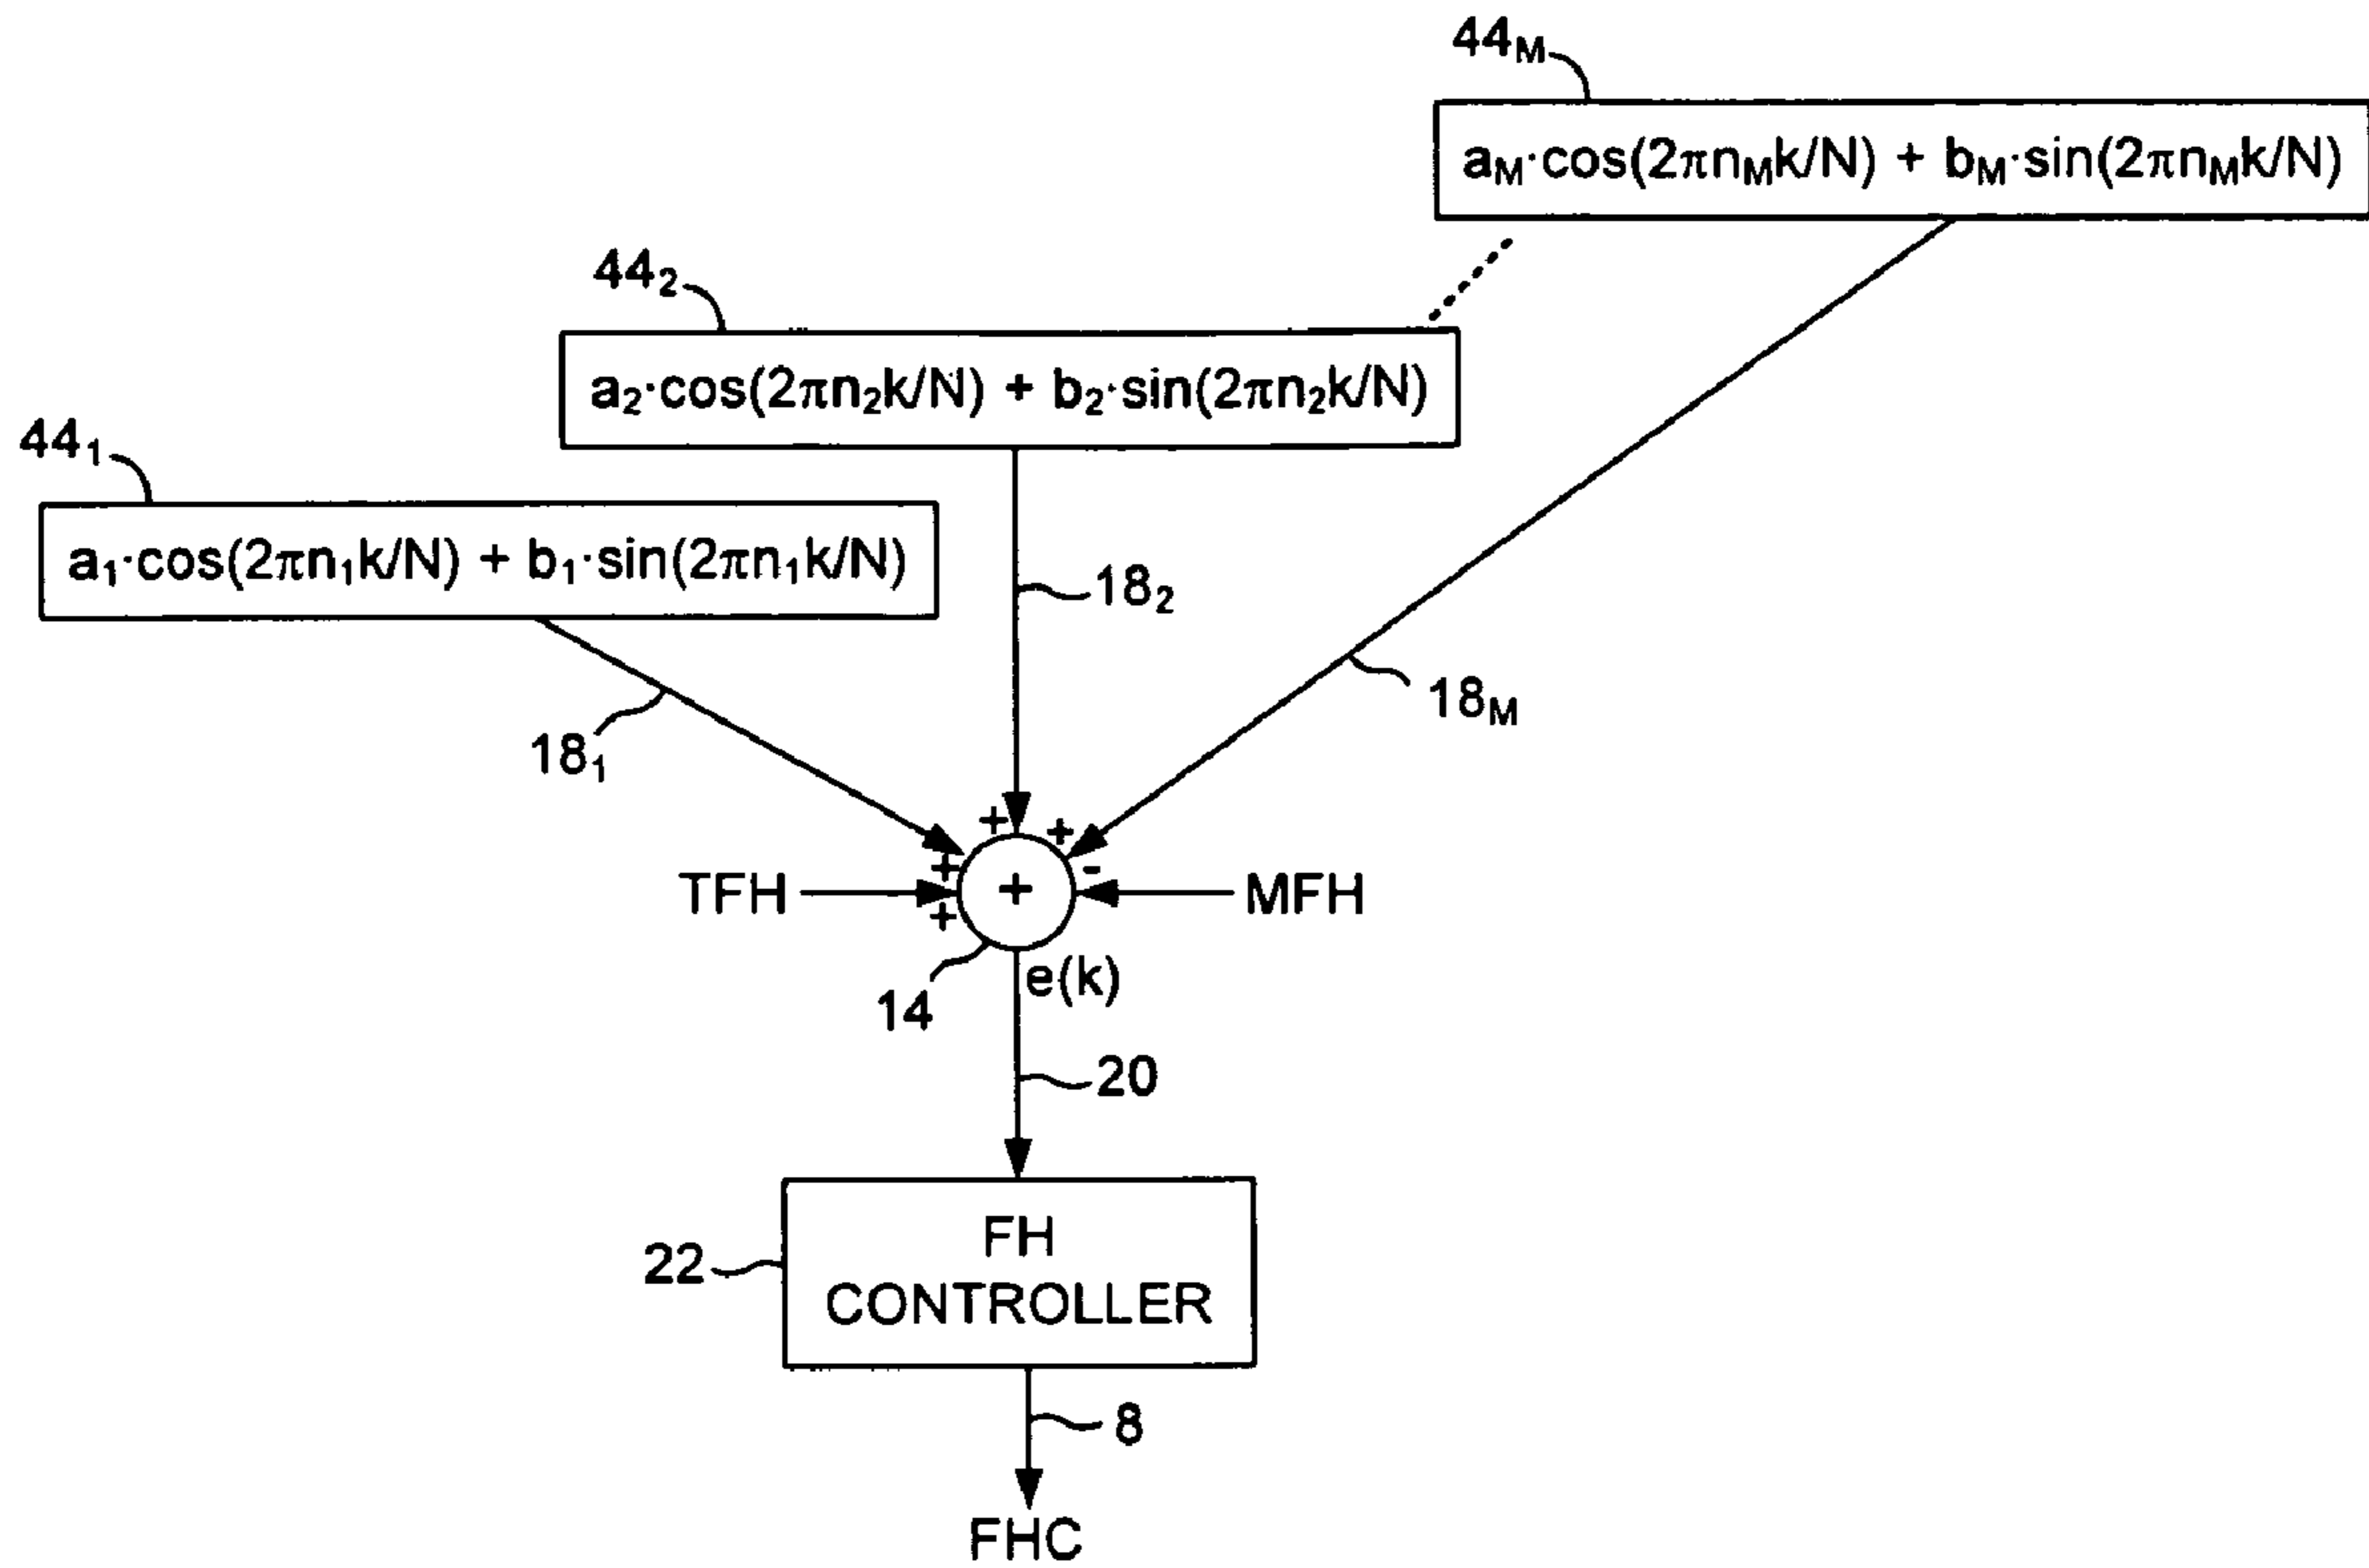 44M
aM·cos(2πnMk/N) + bM·sin(2πnMk/N)
442
a2·cos(2πn2k/N) + b2·sin(2πn2k/N)
441
a1·cos(2πn1k/N) + b1·sin(2πn1k/N)
182
18M
181
+ +
+ -
TFH + MFH
+
e(k)
14
20
22
FH
CONTROLLER
8
FHC